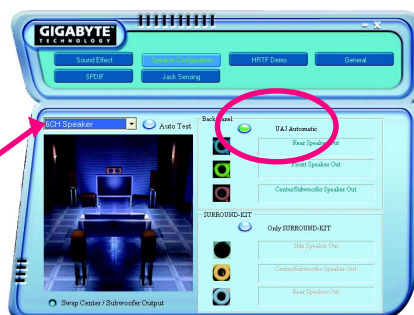 GIGABYTE
TECHNOLOGY
Sound Effect
Speaker Configuration
HRTF Demo
General
SPDIF
Jack Sensing
6CH Speaker
Auto Test
Back Panel
UAJ Automatic
Rear Speaker Out
Front Speaker Out
Center/Subwoofer Speaker Out
SURROUND-KIT
Only SURROUND-KIT
Side Speaker Out
Center/Subwoofer Speaker Out
Rear Speaker Out
Swap Center / Subwoofer Output